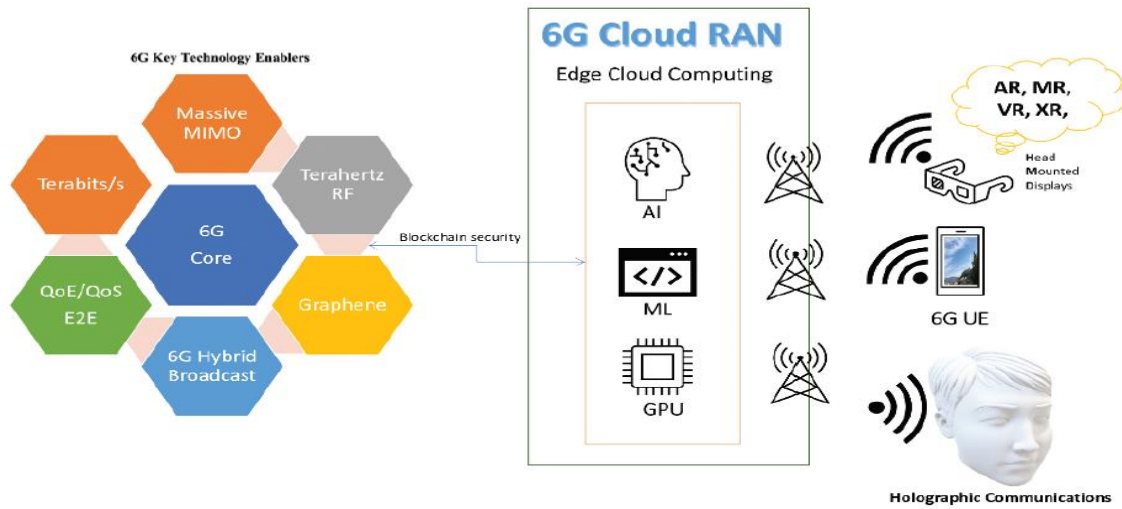 6G Key Technology Enablers
Massive
MIMO
Terabits/s
Terahertz
RF
6G
Core
QoE/QoS
E2E
Graphene
6G Hybrid
Broadcast
Blockchain security
6G Cloud RAN
Edge Cloud Computing
AI
</>
ML
GPU
AR, MR,
VR, XR,
Head
Mounted
Displays
6G UE
Holographic Communications